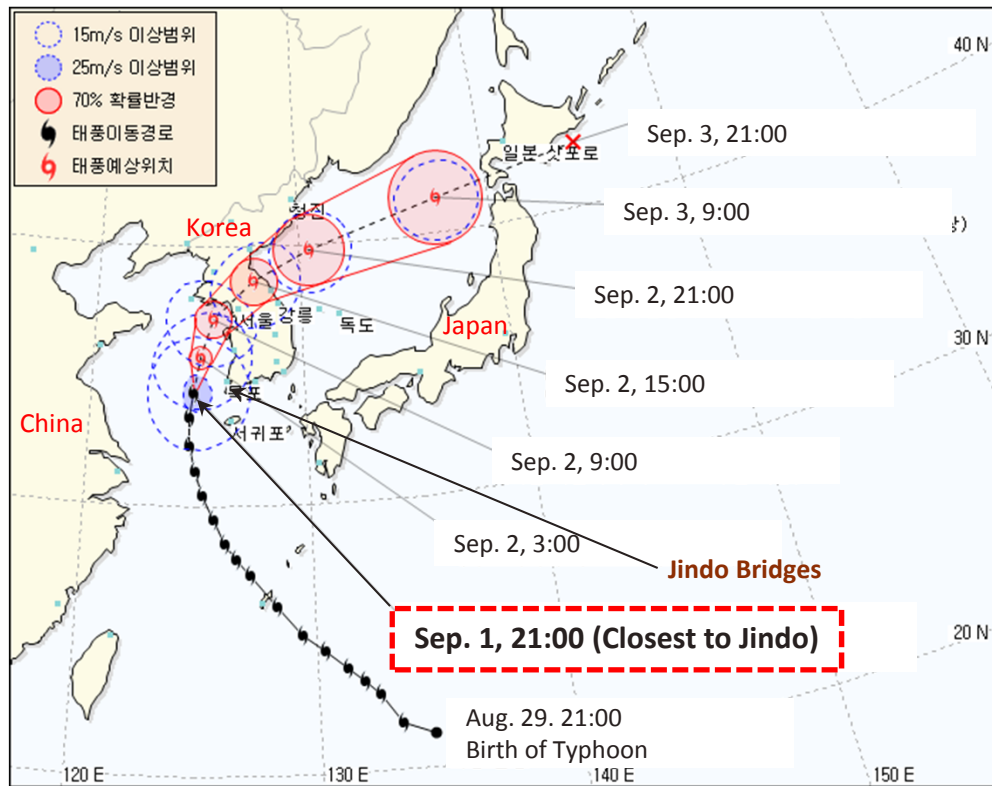 15m/s 이상범위
25m/s 이상범위
70% 확률반경
태풍이동경로
태풍예상위치
40 N
Sep. 3, 21:00
일본 삿포로
청진
Sep. 3, 9:00
Korea
Sep. 2, 21:00
서울
강릉
독도
Japan
30 N
Sep. 2, 15:00
목포
China
서귀포
Sep. 2, 9:00
Sep. 2, 3:00
Jindo Bridges
Sep. 1, 21:00 (Closest to Jindo)
20 N
Aug. 29. 21:00
Birth of Typhoon
120 E
130 E
140 E
150 E